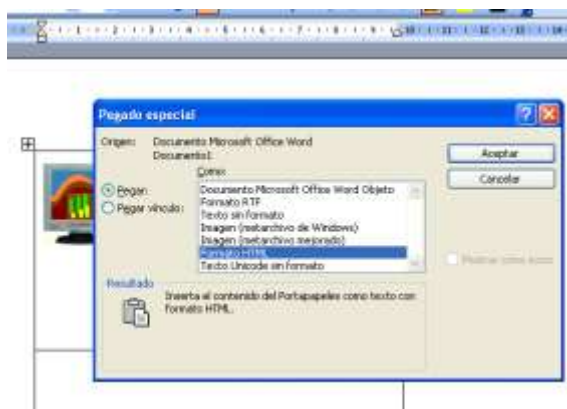 Pegado especial
Origen: Documento Microsoft Office Word
Documento1
Como:
Pegar:
Pegar vínculo:
Documento Microsoft Office Word Objeto
Formato RTF
Texto sin formato
Imagen (metarchivo de Windows)
Imagen (metarchivo mejorado)
Formato HTML
Texto Unicode sin formato
Aceptar
Cancelar
Mostrar como icono
Resultado
Inserta el contenido del Portapapeles como texto con
formato HTML.